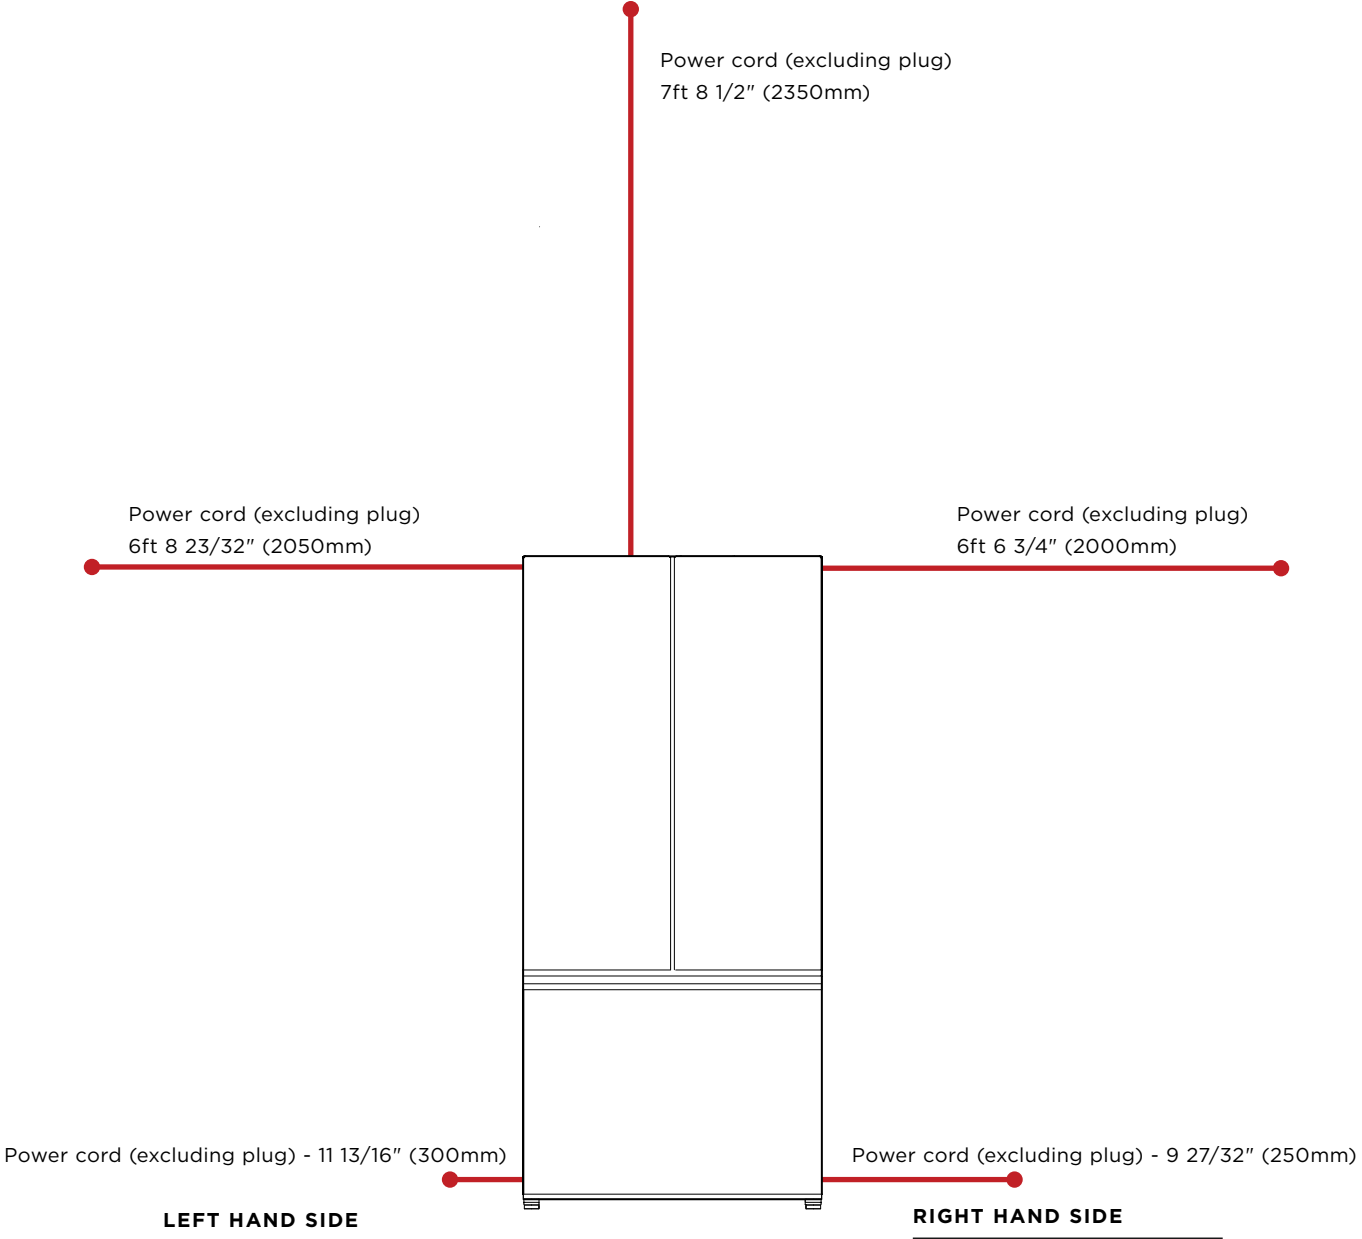 Power cord (excluding plug)
7ft 8 1/2" (2350mm)
Power cord (excluding plug)
6ft 8 23/32" (2050mm)
Power cord (excluding plug)
6ft 6 3/4" (2000mm)
Power cord (excluding plug) - 11 13/16" (300mm)
Power cord (excluding plug) - 9 27/32" (250mm)
LEFT HAND SIDE
RIGHT HAND SIDE